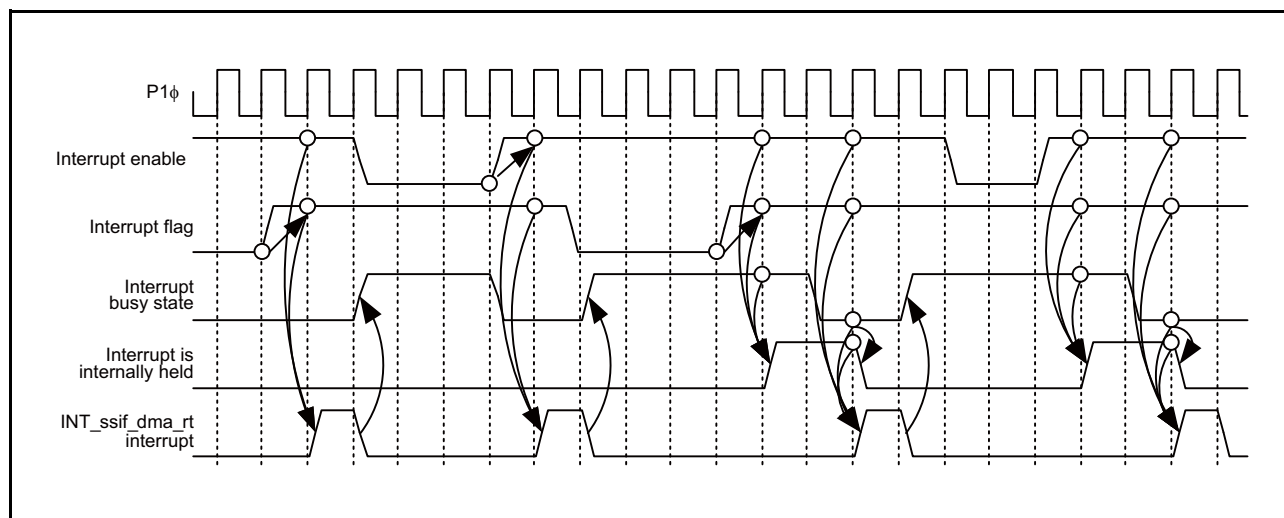 P1ϕ
Interrupt enable
Interrupt flag
Interrupt
busy state
Interrupt is
internally held
INT_ssif_dma_rt
interrupt